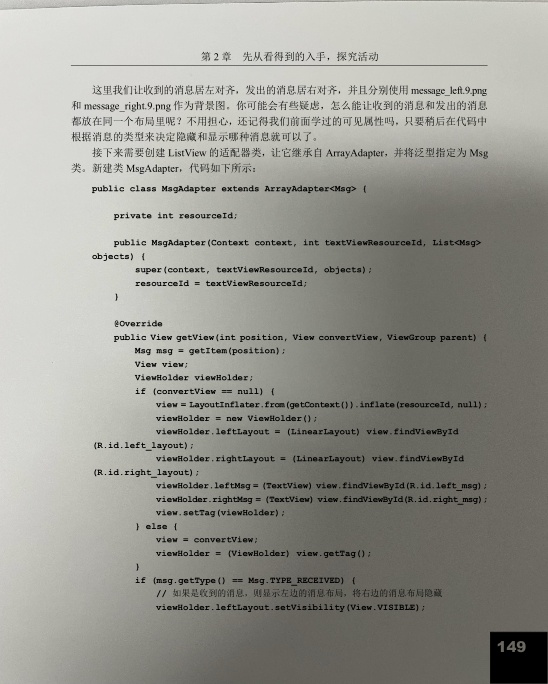 第 2 章　先从看得到的入手，探究活动
这里我们让收到的消息居左对齐，发出的消息居右对齐，并且分别使用 message_left.9.png
和 message_right.9.png 作为背景图。你可能会有些疑虑，怎么能让收到的消息和发出的消息
都放在同一个布局里呢？不用担心，还记得我们前面学过的可见属性吗，只要稍后在代码中
根据消息的类型来决定隐藏和显示哪种消息就可以了。
接下来需要创建 ListView 的适配器类，让它继承自 ArrayAdapter，并将泛型指定为 Msg
类。新建类 MsgAdapter，代码如下所示：
public class MsgAdapter extends ArrayAdapter<Msg> {
private int resourceId;
public MsgAdapter(Context context, int textViewResourceId, List<Msg>
objects) {
super(context, textViewResourceId, objects);
resourceId = textViewResourceId;
}
@Override
public View getView(int position, View convertView, ViewGroup parent) {
Msg msg = getItem(position);
View view;
ViewHolder viewHolder;
if (convertView == null) {
view = LayoutInflater.from(getContext()).inflate(resourceId, null);
viewHolder = new ViewHolder();
viewHolder.leftLayout = (LinearLayout) view.findViewById
(R.id.left_layout);
viewHolder.rightLayout = (LinearLayout) view.findViewById
(R.id.right_layout);
viewHolder.leftMsg = (TextView) view.findViewById(R.id.left_msg);
viewHolder.rightMsg = (TextView) view.findViewById(R.id.right_msg);
view.setTag(viewHolder);
} else {
view = convertView;
viewHolder = (ViewHolder) view.getTag();
}
if (msg.getType() == Msg.TYPE_RECEIVED) {
// 如果是收到的消息，则显示左边的消息布局，将右边的消息布局隐藏
viewHolder.leftLayout.setVisibility(View.VISIBLE);
149